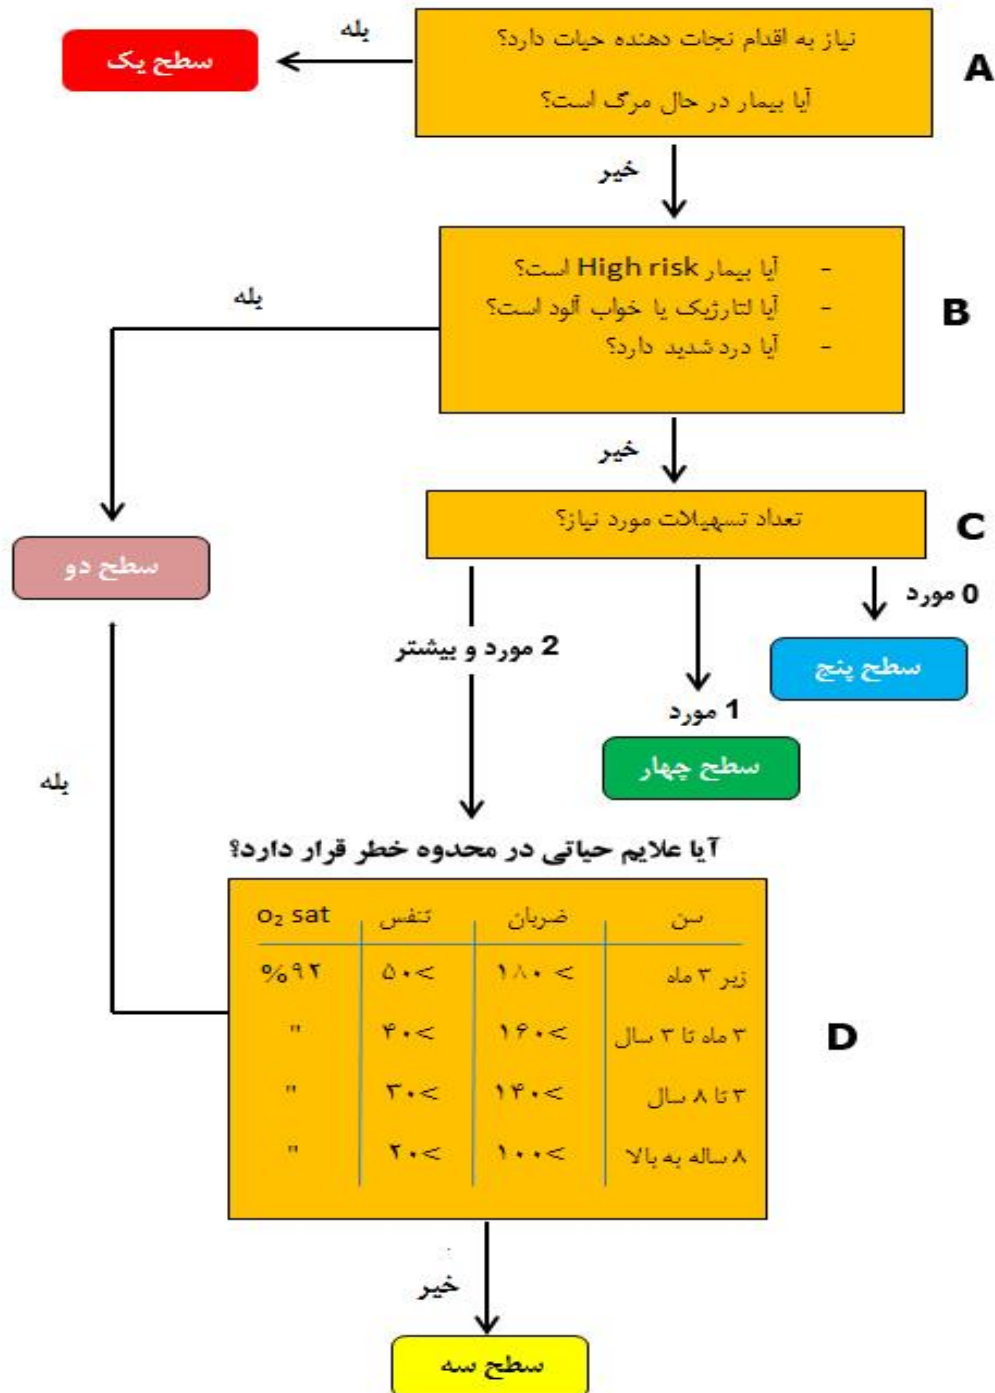 نیاز به اقدام نجات دهنده حیات دارد؟
آیا بیمار در حال مرگ است؟
A
بله
سطح یک
خیر
- آیا بیمار High risk است؟
- آیا لتارژیک یا خواب آلود است؟
- آیا درد شدید دارد؟
B
بله
سطح دو
خیر
تعداد تسهیلات مورد نیاز؟
C
0 مورد
سطح پنج
1 مورد
سطح چهار
2 مورد و بیشتر
بله
آیا علایم حیاتی در محدوده خطر قرار دارد؟
سن ضربان تنفس o₂ sat
زیر ۳ ماه >۱۸۰ >۵۰ %۹۲
۳ ماه تا ۳ سال >۱۶۰ >۴۰ "
۳ تا ۸ سال >۱۴۰ >۳۰ "
۸ ساله به بالا >۱۰۰ >۲۰ "
D
خیر
سطح سه